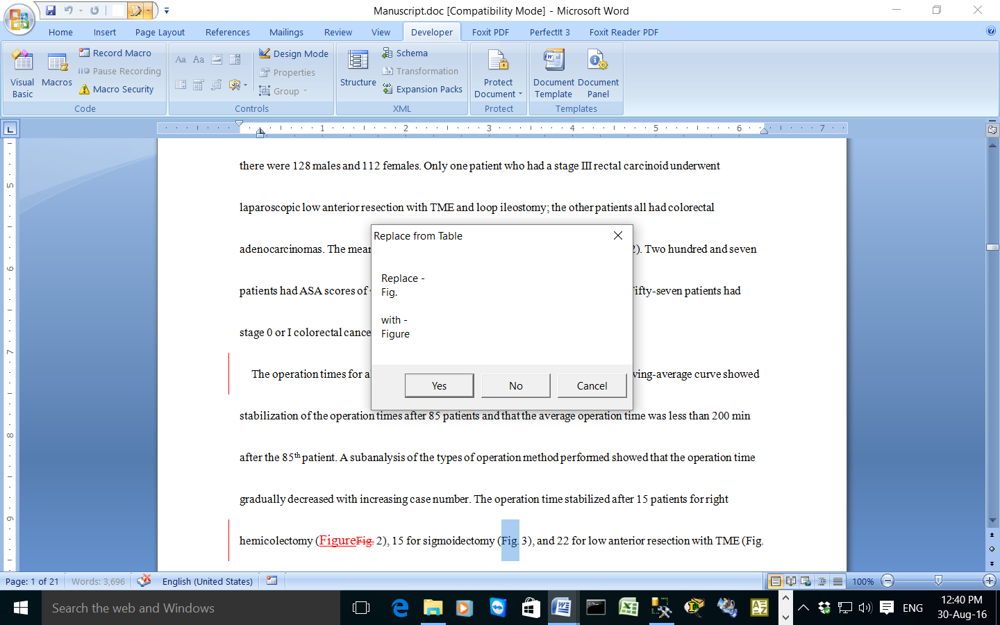 Manuscript.doc [Compatibility Mode] - Microsoft Word
Home Insert Page Layout References Mailings Review View Developer Foxit PDF PerfectIt 3 Foxit Reader PDF
Visual Basic
Macros
Record Macro
Pause Recording
Macro Security
Code
Aa Aa
Design Mode
Properties
Group
Controls
Structure
Schema
Transformation
Expansion Packs
XML
Protect Document
Protect
Document Template
Document Panel
Templates
L
1 2 3 4 5 6 7
5
6
7
8
9
there were 128 males and 112 females. Only one patient who had a stage III rectal carcinoid underwent
laparoscopic low anterior resection with TME and loop ileostomy; the other patients all had colorectal
adenocarcinomas. The mean 2). Two hundred and seven
patients had ASA scores of Fifty-seven patients had
stage 0 or I colorectal cance
The operation times for a ving-average curve showed
stabilization of the operation times after 85 patients and that the average operation time was less than 200 min
after the 85th patient. A subanalysis of the types of operation method performed showed that the operation time
gradually decreased with increasing case number. The operation time stabilized after 15 patients for right
hemicolectomy (FigureFig. 2), 15 for sigmoidectomy (Fig. 3), and 22 for low anterior resection with TME (Fig.
Replace from Table
Replace -
Fig.
with -
Figure
Yes No Cancel
Page: 1 of 21 Words: 3,696 English (United States) 100%
Search the web and Windows
ENG
12:40 PM
30-Aug-16